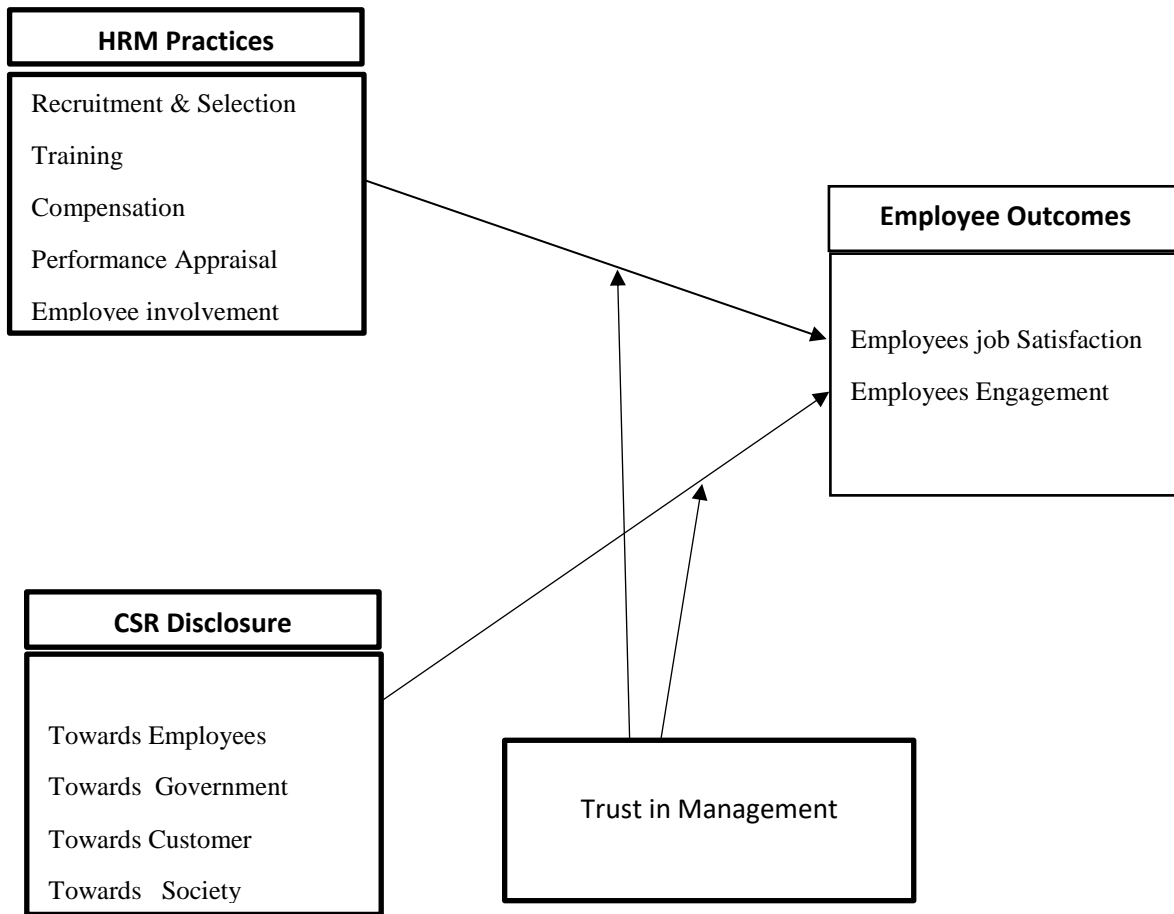 HRM Practices
Recruitment & Selection
Training
Compensation
Performance Appraisal
Employee involvement
Employee Outcomes
Employees job Satisfaction
Employees Engagement
CSR Disclosure
Towards Employees
Towards Government
Towards Customer
Towards Society
Trust in Management